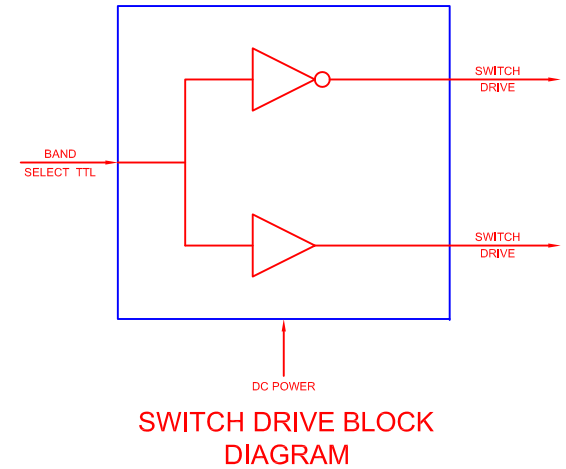 SWITCH
DRIVE
BAND
SELECT TTL
SWITCH
DRIVE
DC POWER
SWITCH DRIVE BLOCK
DIAGRAM